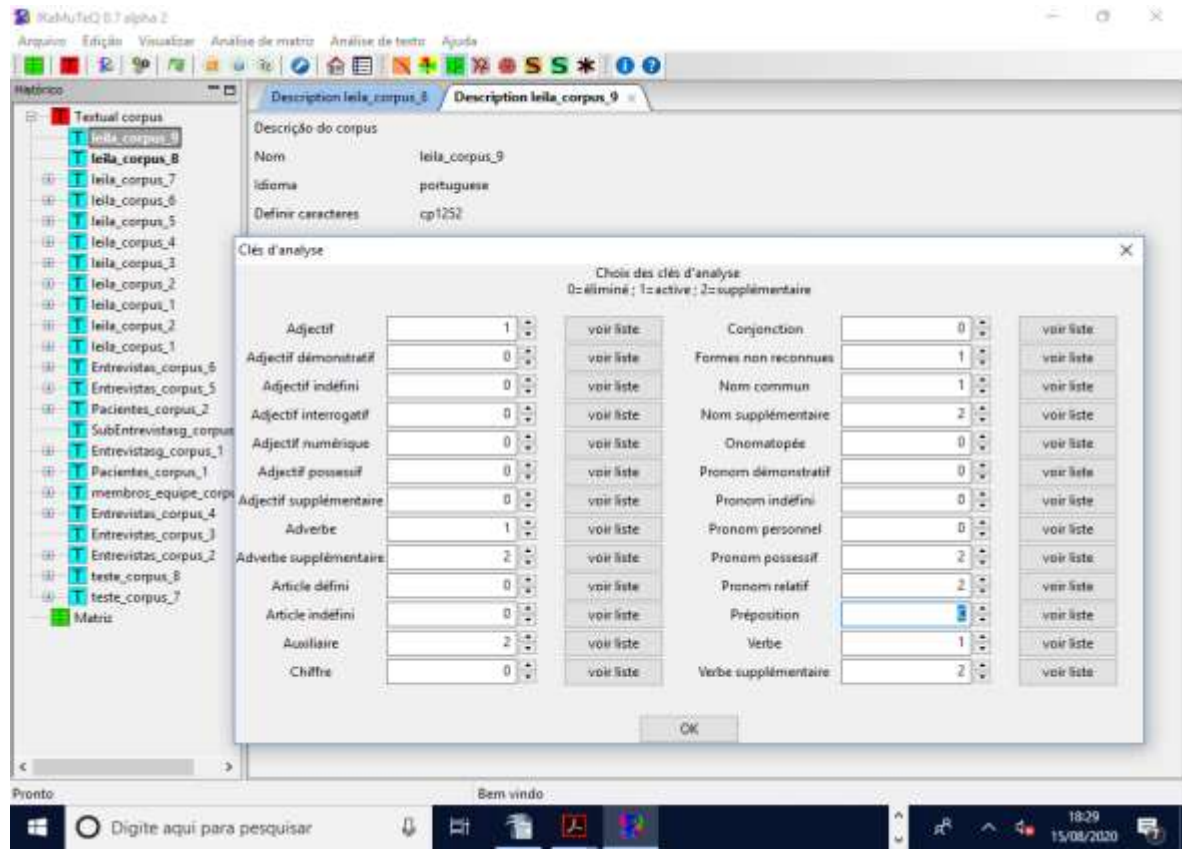 IRaMuTeQ 0.7 alpha 2
Arquivo Edição Visualizar Análise de matriz Análise de texto Ajuda
Histórico
Textual corpus
leila_corpus_9
leila_corpus_8
leila_corpus_7
leila_corpus_6
leila_corpus_5
leila_corpus_4
leila_corpus_3
leila_corpus_2
leila_corpus_1
leila_corpus_2
leila_corpus_1
Entrevistas_corpus_6
Entrevistas_corpus_5
Pacientes_corpus_2
SubEntrevistasg_corpus
Entrevistasg_corpus_1
Pacientes_corpus_1
membros_equipe_corpu
Entrevistas_corpus_4
Entrevistas_corpus_3
Entrevistas_corpus_2
teste_corpus_8
teste_corpus_7
Matriz
Description leila_corpus_8 Description leila_corpus_9
Descrição do corpus
Nom leila_corpus_9
Idioma portuguese
Definir caracteres cp1252
Clés d'analyse
Choix des clés d'analyse
0=éliminé ; 1=active ; 2=supplémentaire
Adjectif 1 voir liste Conjonction 0 voir liste
Adjectif démonstratif 0 voir liste Formes non reconnues 1 voir liste
Adjectif indéfini 0 voir liste Nom commun 1 voir liste
Adjectif interrogatif 0 voir liste Nom supplémentaire 2 voir liste
Adjectif numérique 0 voir liste Onomatopée 0 voir liste
Adjectif possessif 0 voir liste Pronom démonstratif 0 voir liste
Adjectif supplémentaire 0 voir liste Pronom indéfini 0 voir liste
Adverbe 1 voir liste Pronom personnel 0 voir liste
Adverbe supplémentaire 2 voir liste Pronom possessif 2 voir liste
Article défini 0 voir liste Pronom relatif 2 voir liste
Article indéfini 0 voir liste Préposition voir liste
Auxiliaire 2 voir liste Verbe 1 voir liste
Chiffre 0 voir liste Verbe supplémentaire 2 voir liste
OK
Pronto Bem vindo
Digite aqui para pesquisar
18:29
15/08/2020